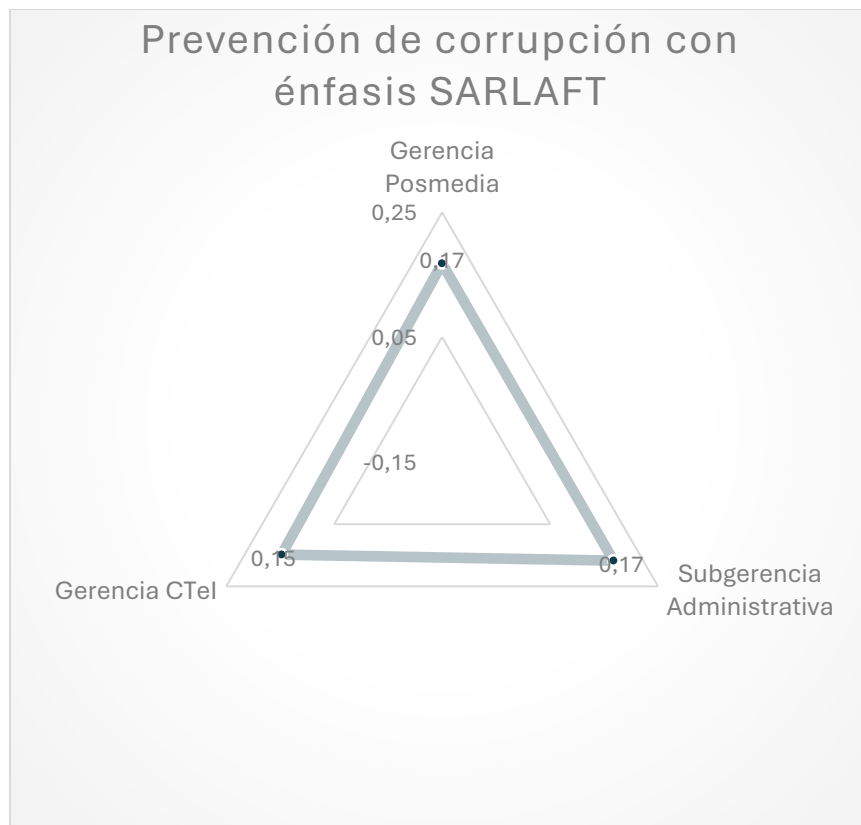 Prevención de corrupción con
énfasis SARLAFT
Gerencia
Posmedia
0,25
0,17
0,05
-0,15
0,15
0,17
Gerencia CTeI
Subgerencia
Administrativa